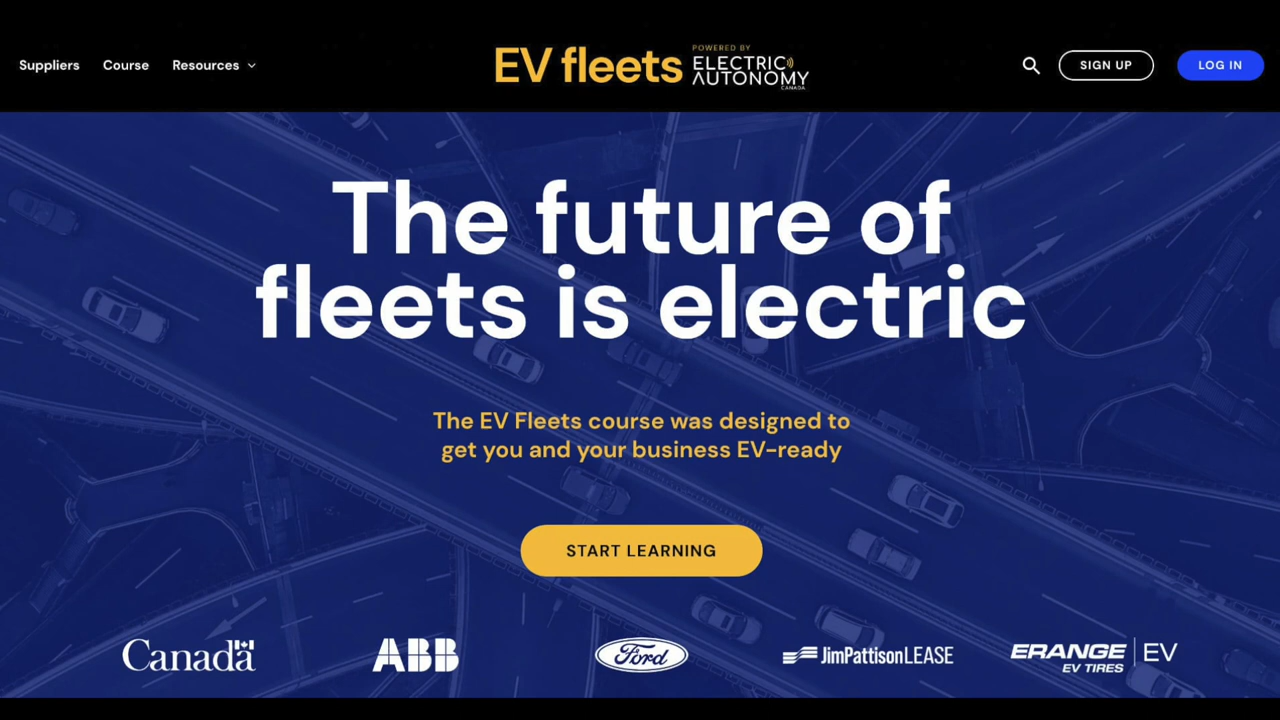 Suppliers
Course
Resources
EV fleets
POWERED BY
ELECTRIC
AUTONOMY
CANADA
SIGN UP
LOG IN
The future of
fleets is electric
The EV Fleets course was designed to
get you and your business EV-ready
START LEARNING
Canada
ABB
Ford
JimPattisonLEASE
ERANGE EV
EV TIRES